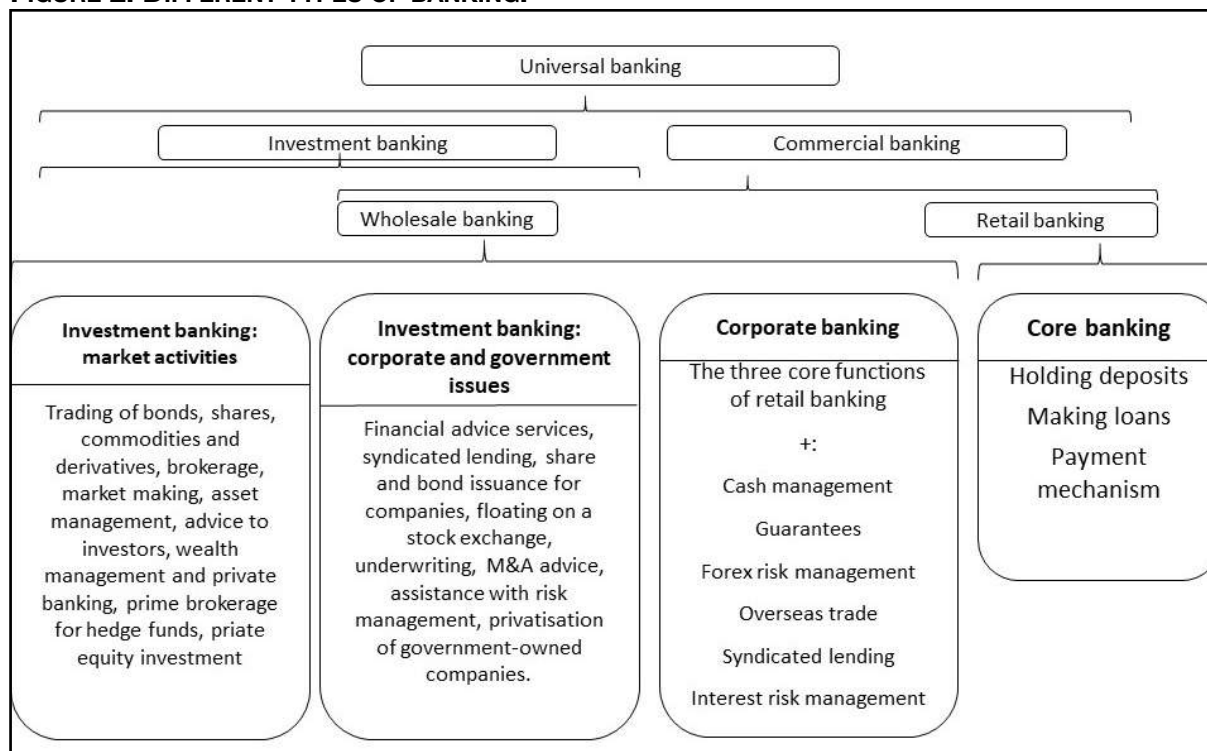 FIGURE 2: DIFFERENT TYPES OF BANKING.
Universal banking
Investment banking
Commercial banking
Wholesale banking
Retail banking
Investment banking:
market activities
Trading of bonds, shares,
commodities and
derivatives, brokerage,
market making, asset
management, advice to
investors, wealth
management and private
banking, prime brokerage
for hedge funds, priate
equity investment
Investment banking:
corporate and government
issues
Financial advice services,
syndicated lending, share
and bond issuance for
companies, floating on a
stock exchange,
underwriting, M&A advice,
assistance with risk
management, privatisation
of government-owned
companies.
Corporate banking
The three core functions
of retail banking
+:
Cash management
Guarantees
Forex risk management
Overseas trade
Syndicated lending
Interest risk management
Core banking
Holding deposits
Making loans
Payment
mechanism